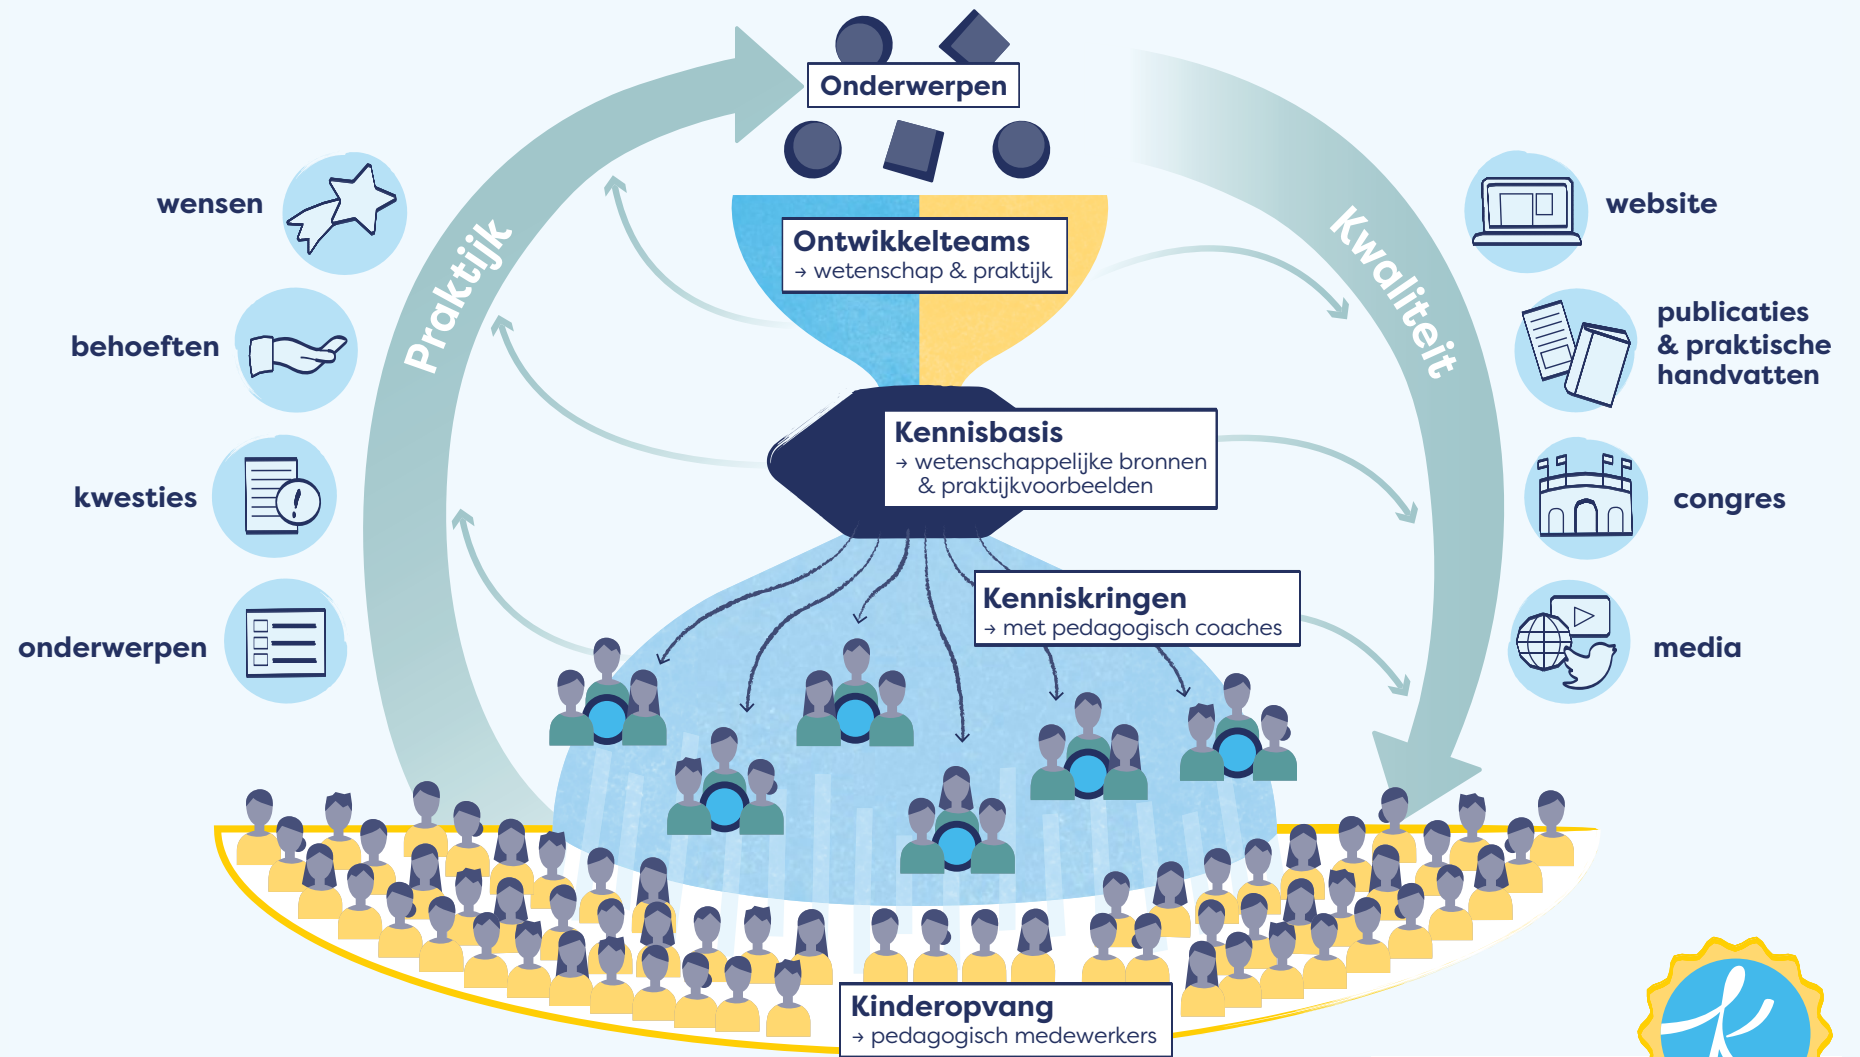 Onderwerpen
Ontwikkelteams
→ wetenschap & praktijk
Kennisbasis
→ wetenschappelijke bronnen
& praktijkvoorbeelden
Kenniskringen
→ met pedagogisch coaches
Kinderopvang
→ pedagogisch medewerkers
Praktijk
wensen
behoeften
kwesties
onderwerpen
Kwaliteit
website
publicaties
& praktische
handvatten
congres
media